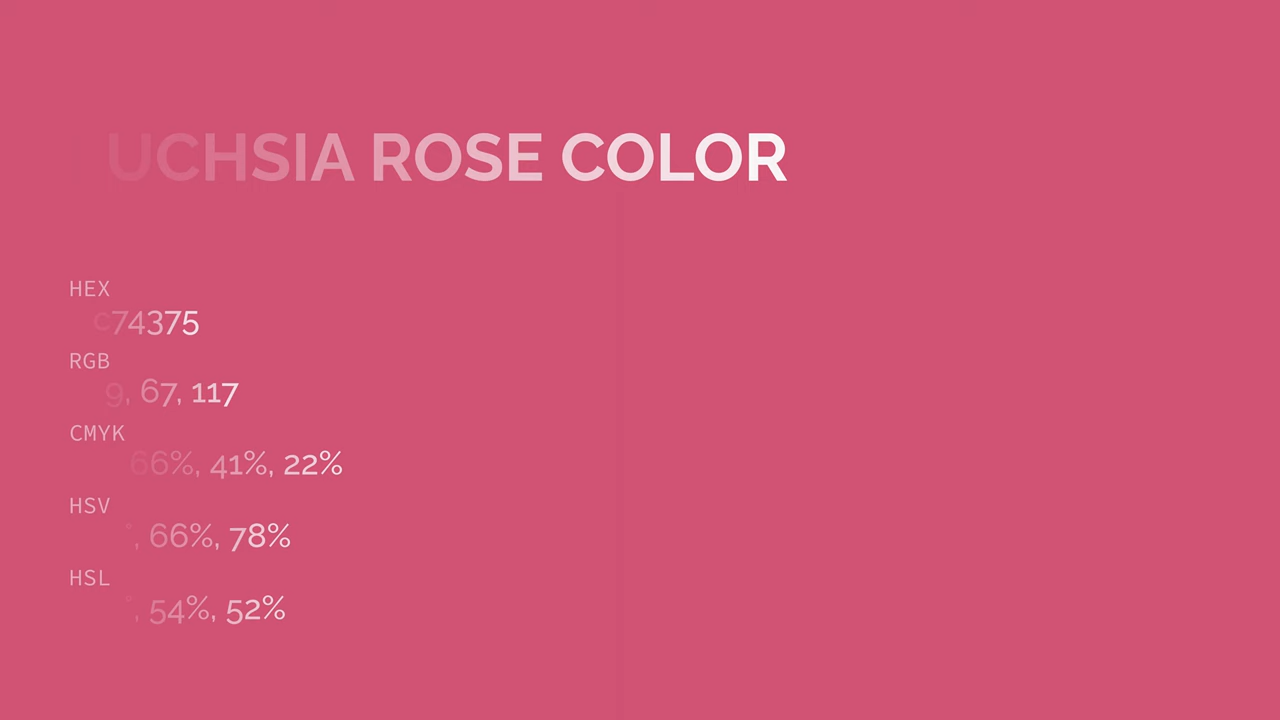 UCHSIA ROSE COLOR
HEX
c74375
RGB
9, 67, 117
CMYK
66%, 41%, 22%
HSV
°, 66%, 78%
HSL
°, 54%, 52%